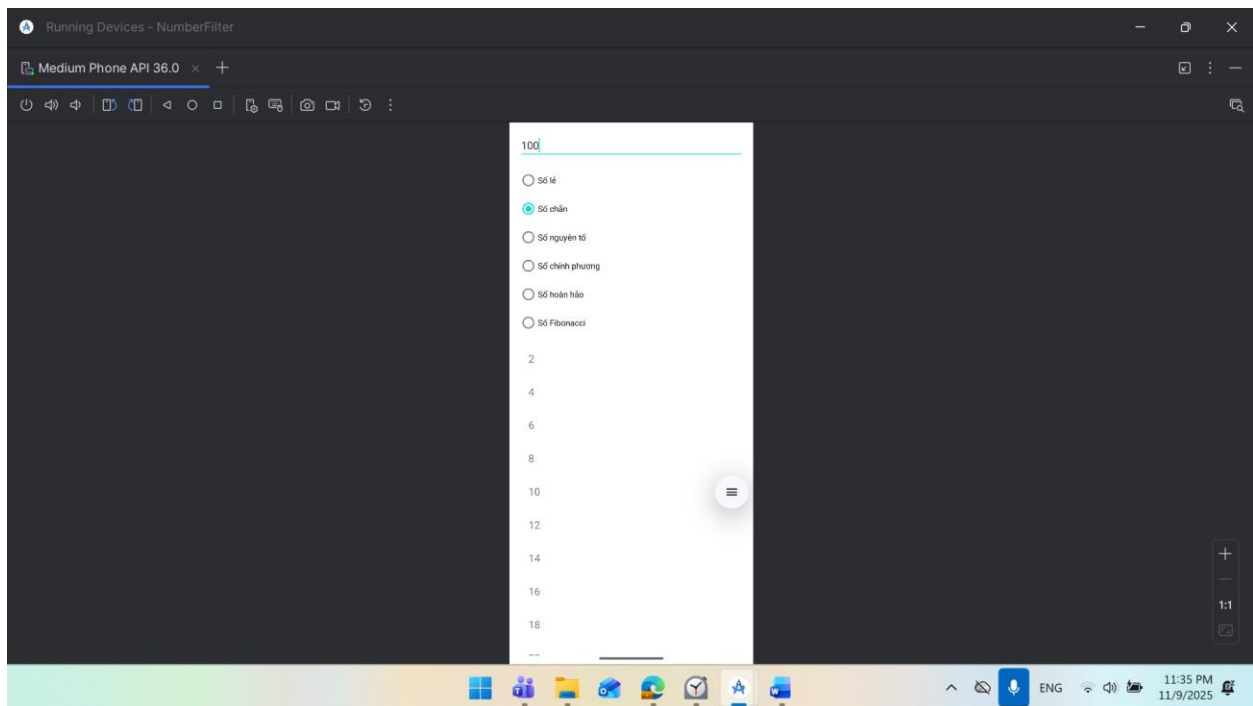 Running Devices - NumberFilter
Medium Phone API 36.0
100
Số lẻ
Số chẵn
Số nguyên tố
Số chính phương
Số hoàn hảo
Số Fibonacci
2
4
6
8
10
12
14
16
18
1:1
ENG
11:35 PM
11/9/2025